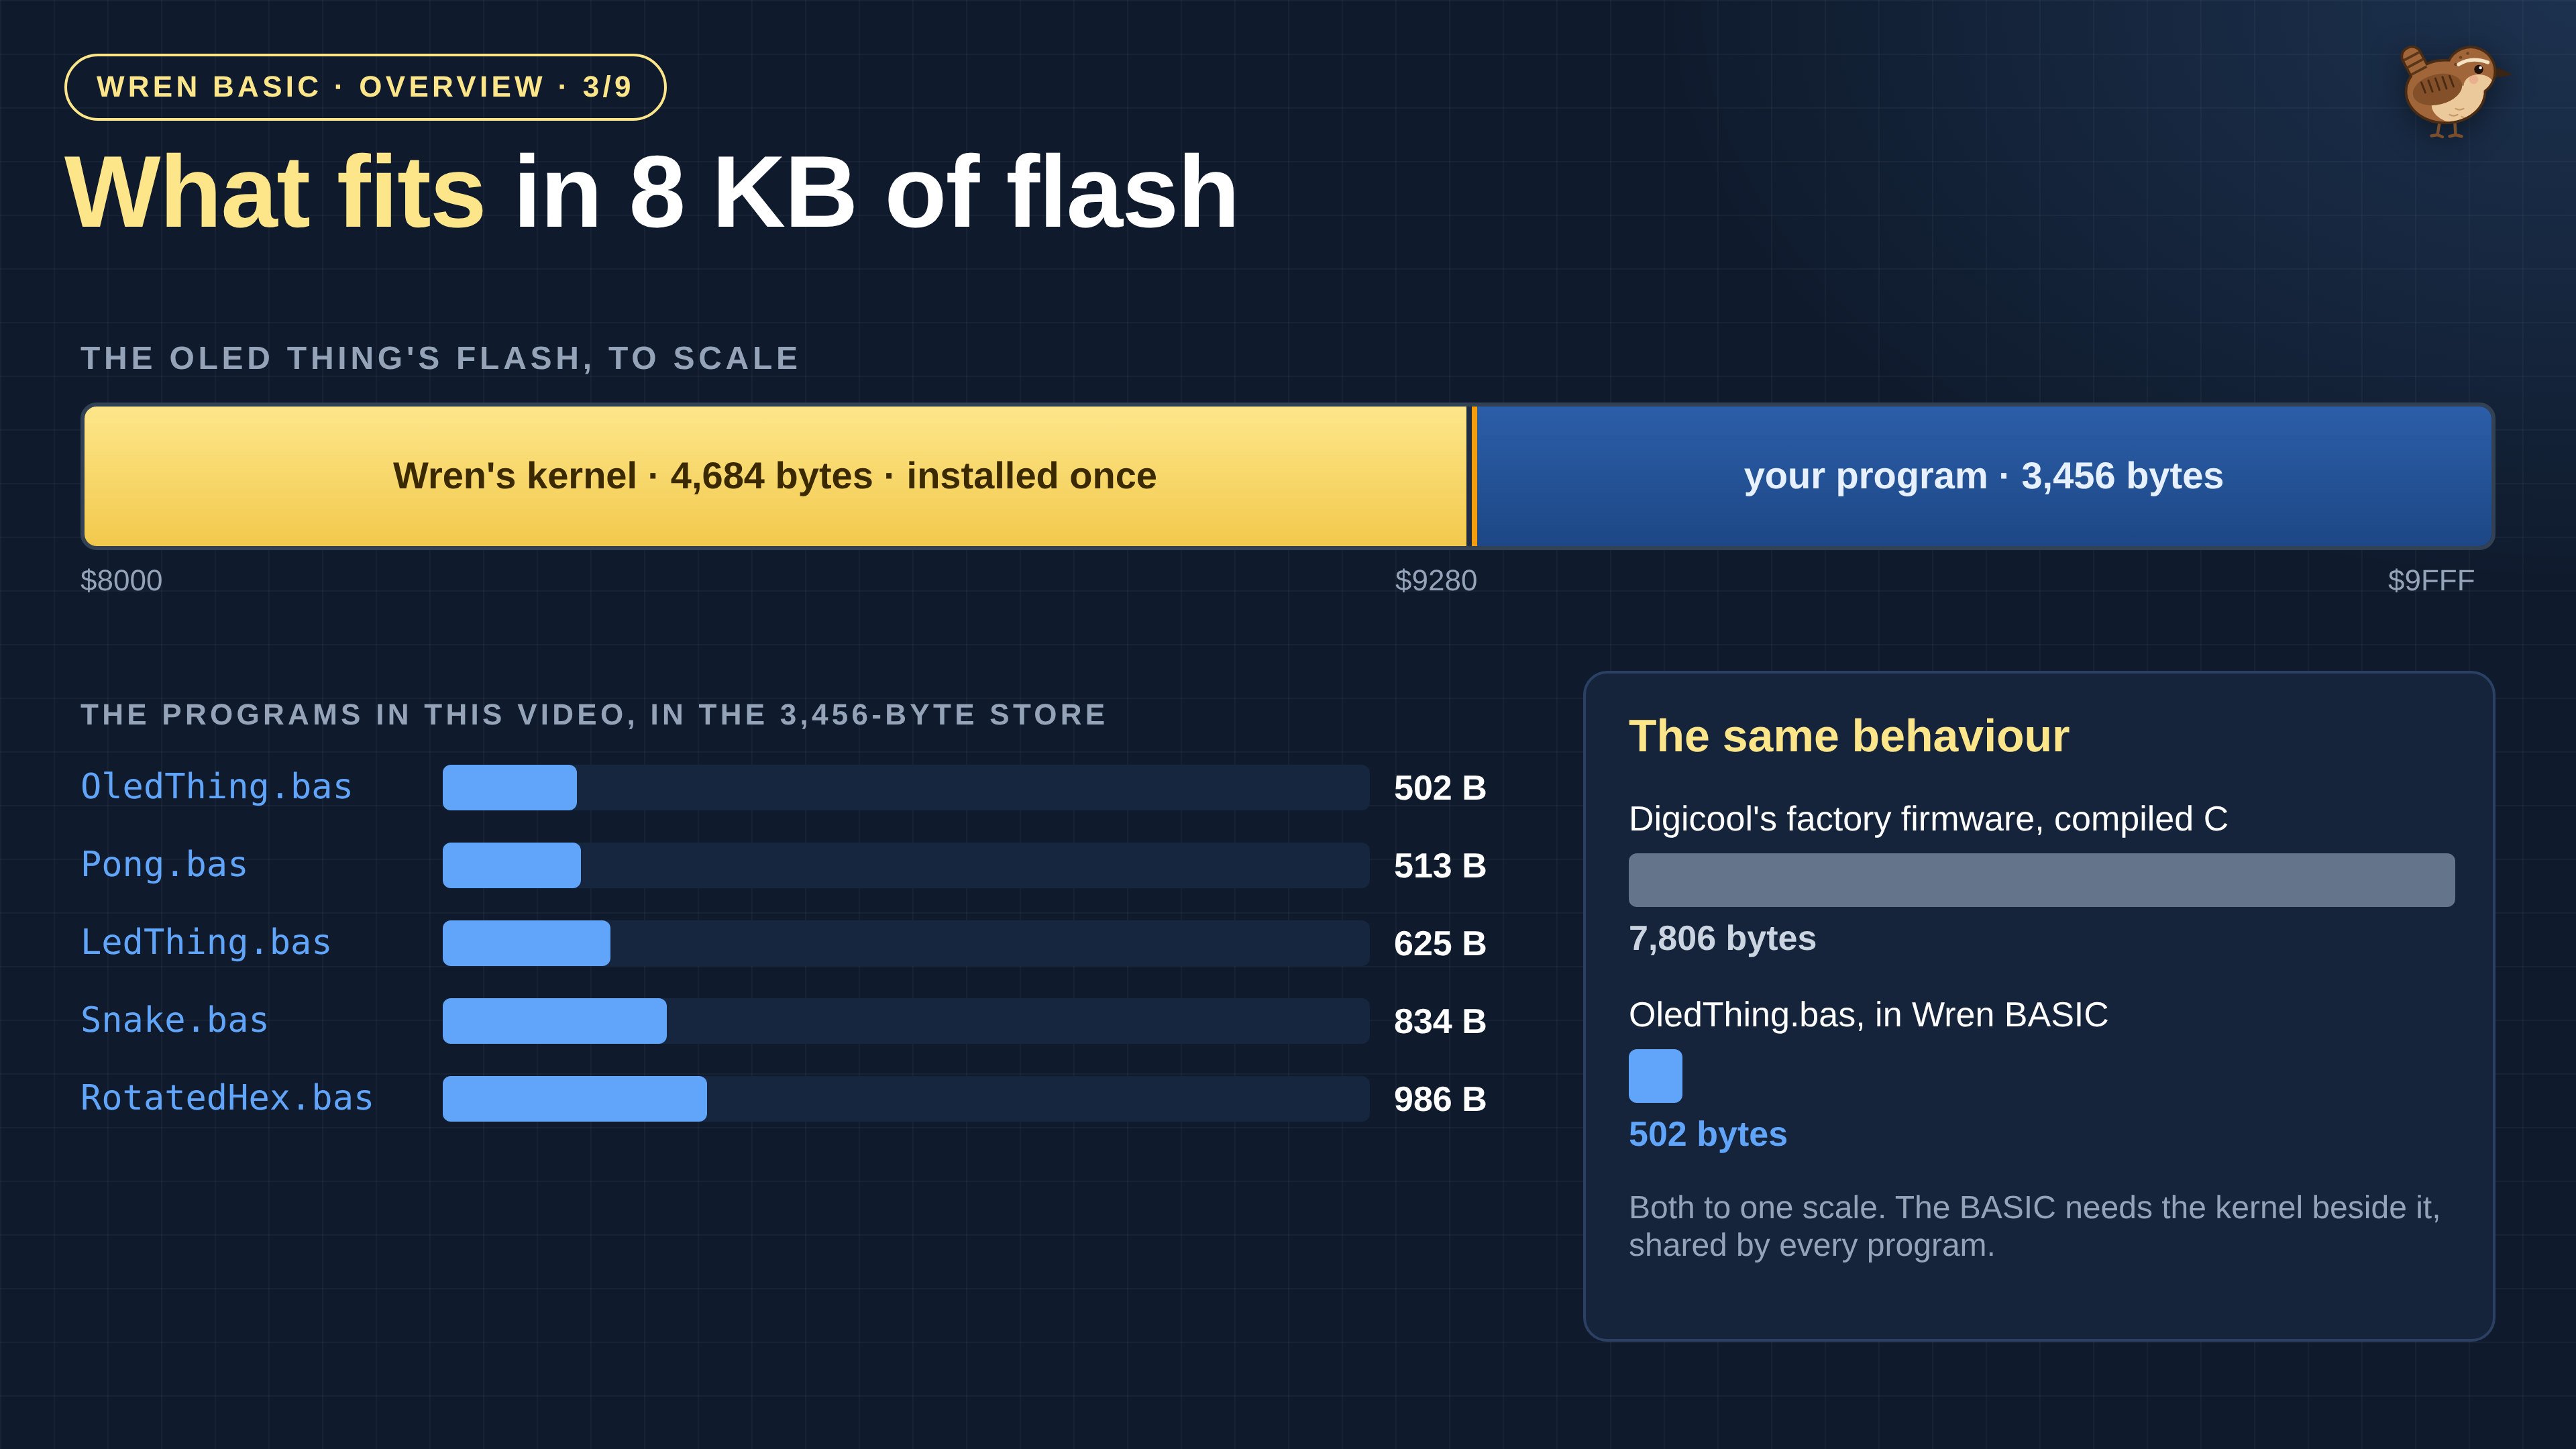 WREN BASIC · OVERVIEW · 3/9
What fits in 8 KB of flash
THE OLED THING'S FLASH, TO SCALE
Wren's kernel · 4,684 bytes · installed once
your program · 3,456 bytes
$8000
$9280
$9FFF
THE PROGRAMS IN THIS VIDEO, IN THE 3,456-BYTE STORE
OledThing.bas
502 B
Pong.bas
513 B
LedThing.bas
625 B
Snake.bas
834 B
RotatedHex.bas
986 B
The same behaviour
Digicool's factory firmware, compiled C
7,806 bytes
OledThing.bas, in Wren BASIC
502 bytes
Both to one scale. The BASIC needs the kernel beside it,
shared by every program.